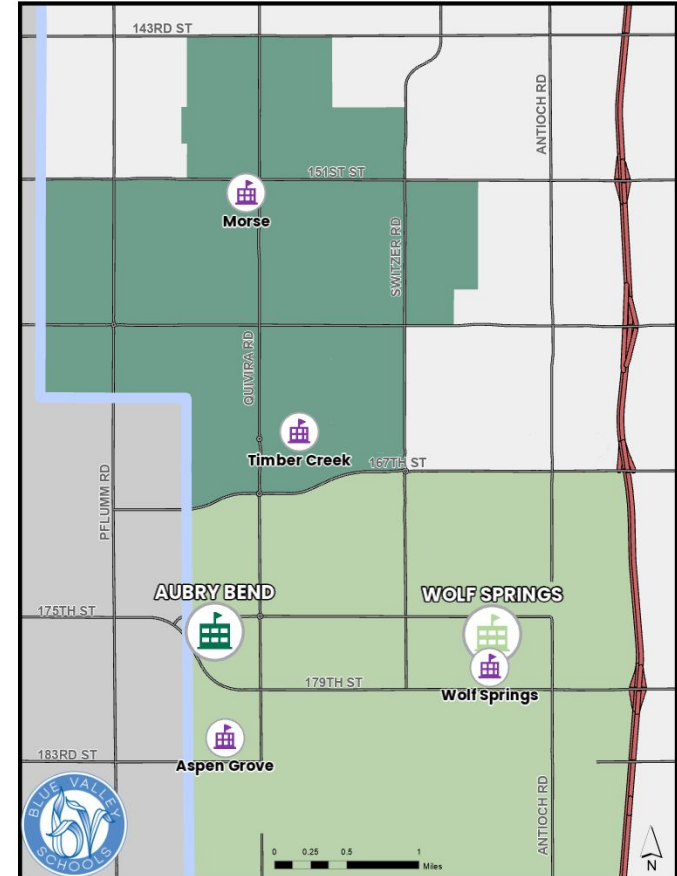 143RD ST
ANTIOCH RD
151ST ST
Morse
SWITZER RD
QUIVIRA RD
Timber Creek
167TH ST
PFLUMM RD
AUBRY BEND
WOLF SPRINGS
175TH ST
179TH ST
Wolf Springs
183RD ST
Aspen Grove
ANTIOCH RD
BLUE VALLEY
SCHOOLS
0 0.25 0.5 1
Miles
N